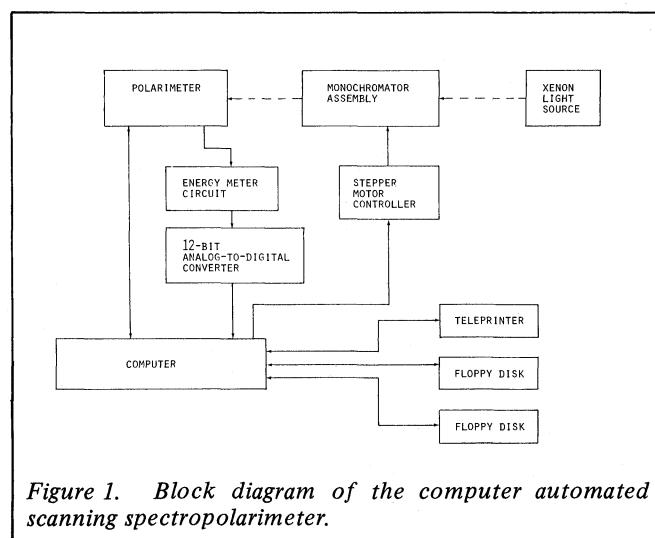 POLARIMETER
MONOCHROMATOR
ASSEMBLY
XENON
LIGHT
SOURCE
ENERGY METER
CIRCUIT
STEPPER
MOTOR
CONTROLLER
12-BIT
ANALOG-TO-DIGITAL
CONVERTER
TELEPRINTER
COMPUTER
FLOPPY DISK
FLOPPY DISK
Figure 1. Block diagram of the computer automated
scanning spectropolarimeter.